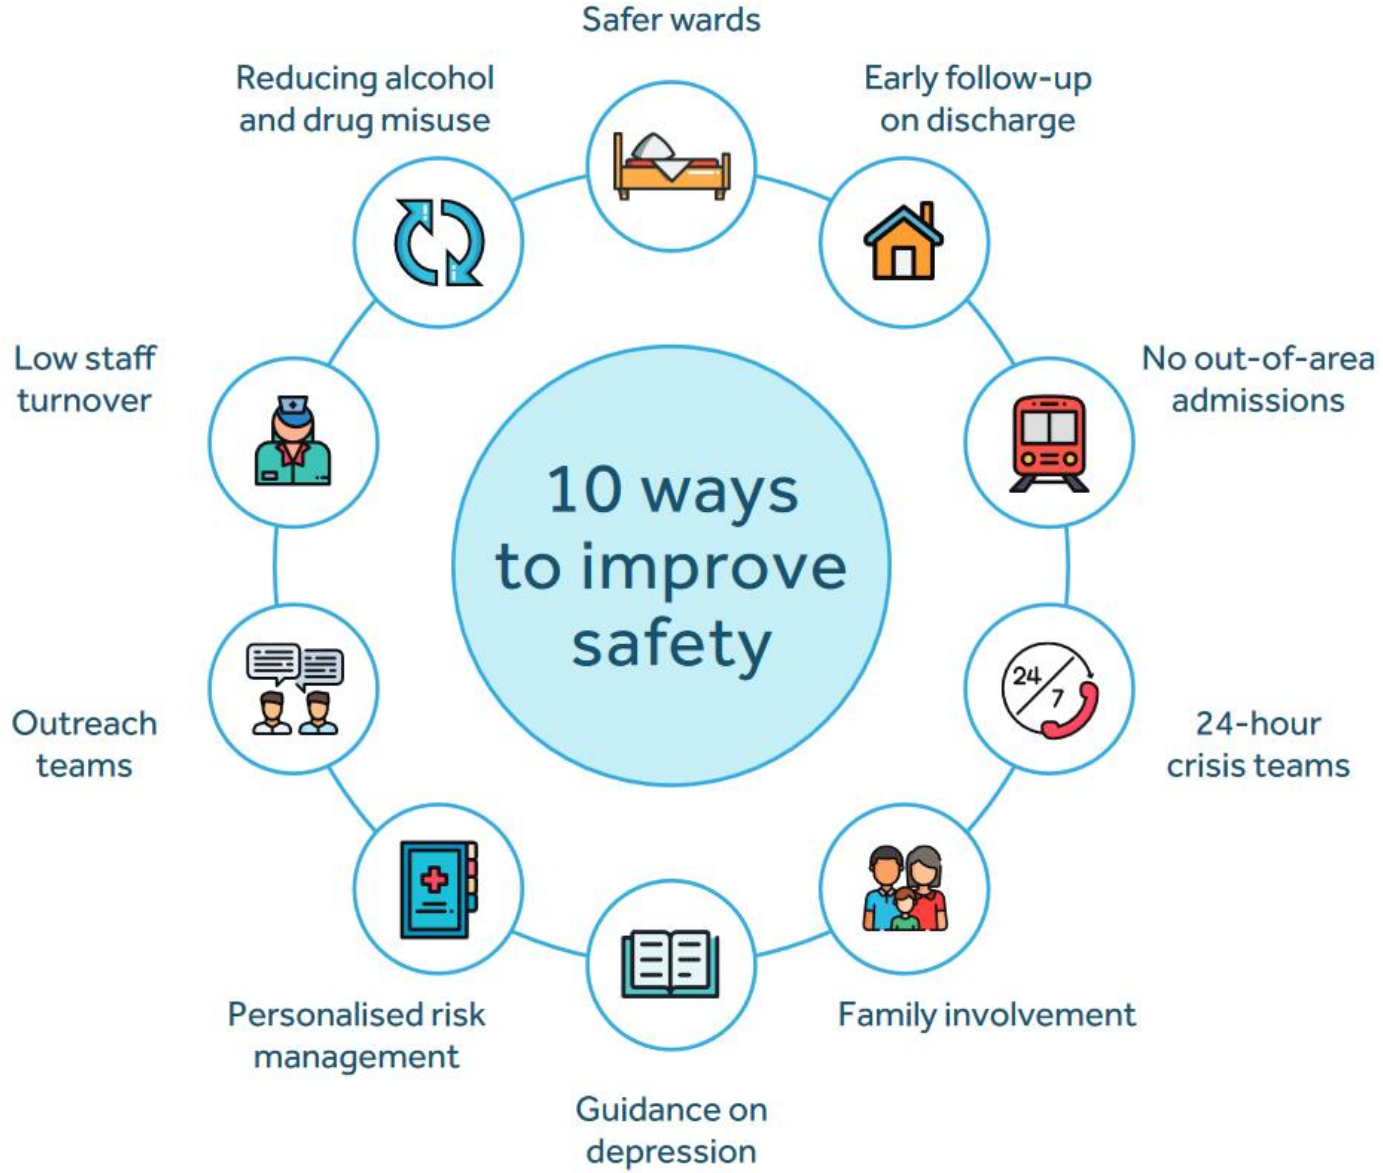 Safer wards
Early follow-up
on discharge
No out-of-area
admissions
24
7
24-hour
crisis teams
Family involvement
Guidance on
depression
Personalised risk
management
Outreach
teams
Low staff
turnover
Reducing alcohol
and drug misuse
10 ways
to improve
safety